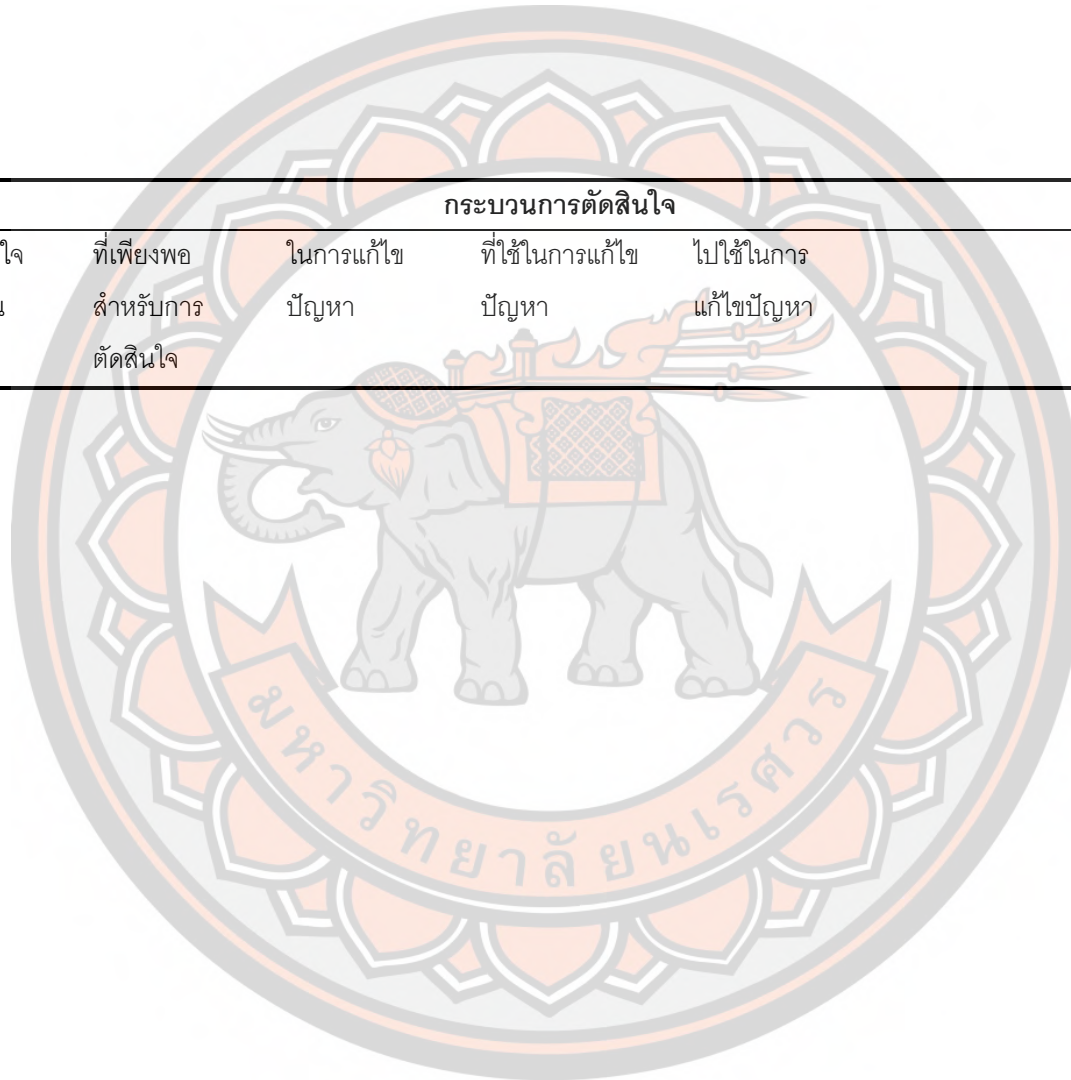 กระบวนการตัดสินใจ
ที่เพียงพอ ในการแก้ไข ที่ใช้ในการแก้ไข ไปใช้ในการ
สำหรับการ ปัญหา ปัญหา แก้ไขปัญหา
ตัดสินใจ
มหาวิทยาลัยนเรศวร